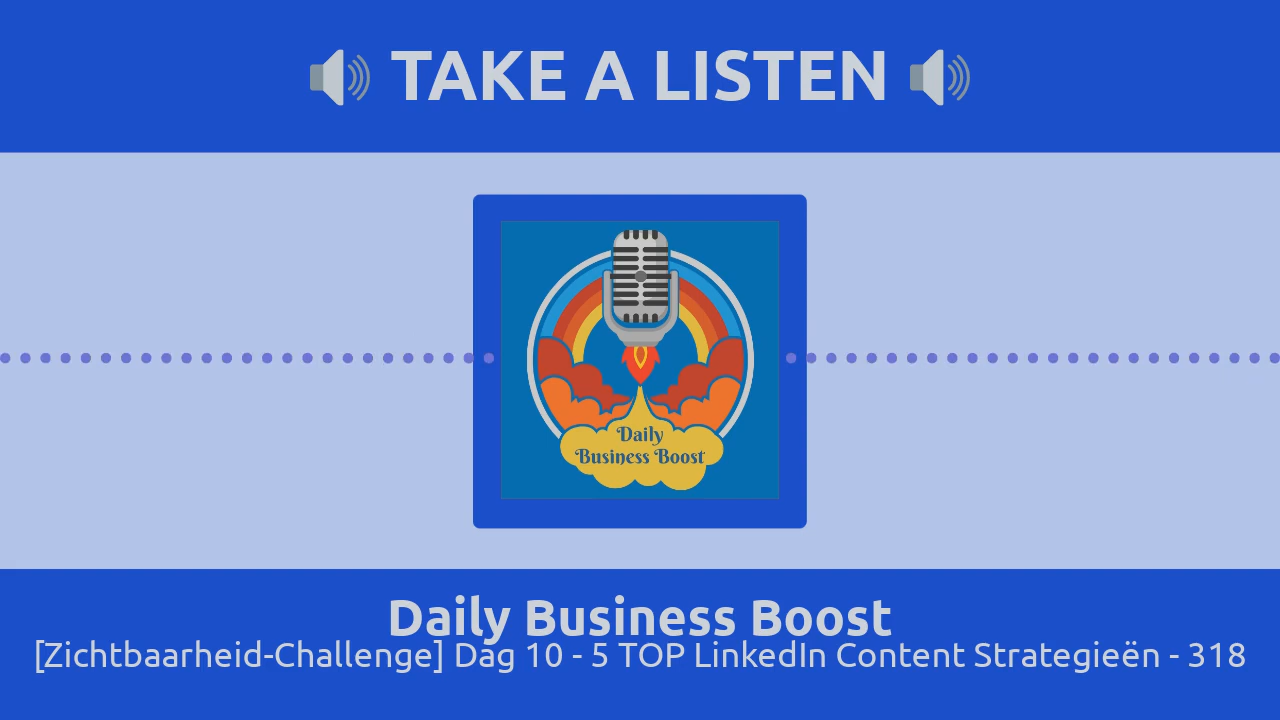 🔊 TAKE A LISTEN 🔊
Daily
Business Boost
Daily Business Boost
[Zichtbaarheid-Challenge] Dag 10 - 5 TOP LinkedIn Content Strategieën - 318